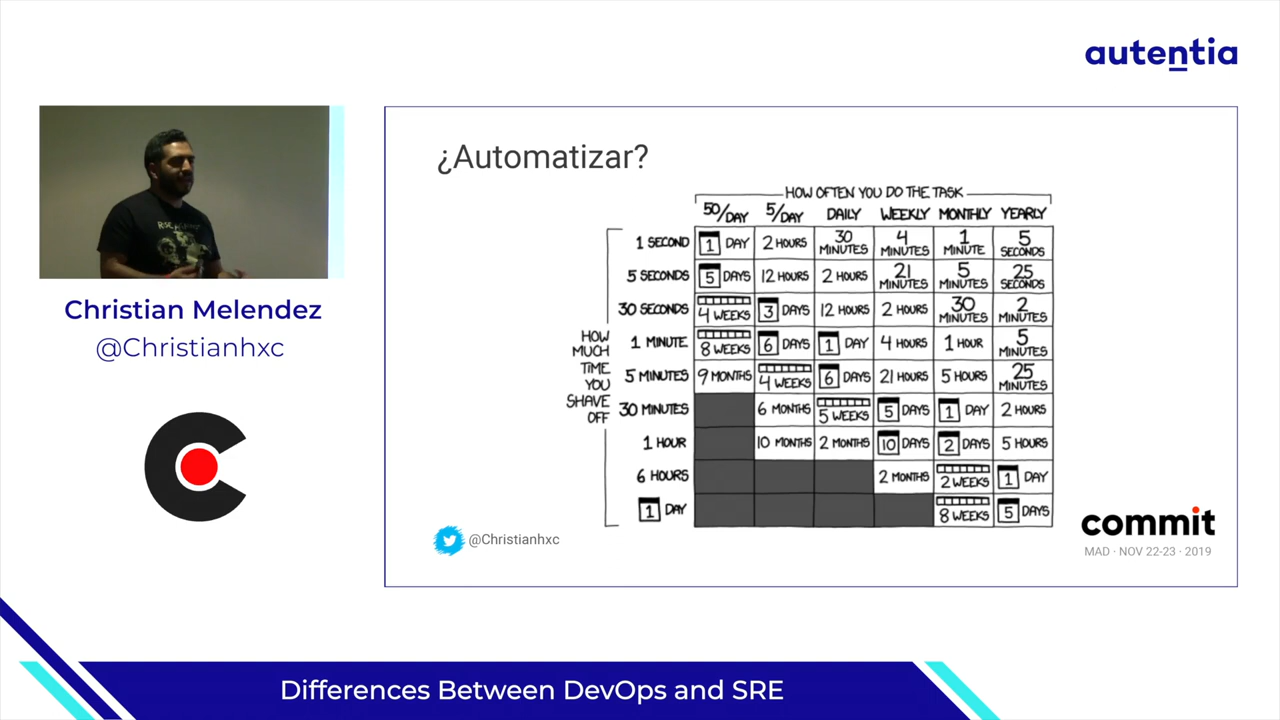 autentia
Christian Melendez
@Christianhxc
¿Automatizar?
HOW OFTEN YOU DO THE TASK
50/DAY 5/DAY DAILY WEEKLY MONTHLY YEARLY
HOW MUCH TIME YOU SHAVE OFF
1 SECOND 1 DAY 2 HOURS 30 MINUTES 4 MINUTES 1 MINUTE 5 SECONDS
5 SECONDS 5 DAYS 12 HOURS 2 HOURS 21 MINUTES 5 MINUTES 25 SECONDS
30 SECONDS 4 WEEKS 3 DAYS 12 HOURS 2 HOURS 30 MINUTES 2 MINUTES
1 MINUTE 8 WEEKS 6 DAYS 1 DAY 4 HOURS 1 HOUR 5 MINUTES
5 MINUTES 9 MONTHS 4 WEEKS 6 DAYS 21 HOURS 5 HOURS 25 MINUTES
30 MINUTES 6 MONTHS 5 WEEKS 5 DAYS 1 DAY 2 HOURS
1 HOUR 10 MONTHS 2 MONTHS 10 DAYS 2 DAYS 5 HOURS
6 HOURS 2 MONTHS 2 WEEKS 1 DAY
1 DAY 8 WEEKS 5 DAYS
@Christianhxc
commit
MAD · NOV 22-23 · 2019
Differences Between DevOps and SRE